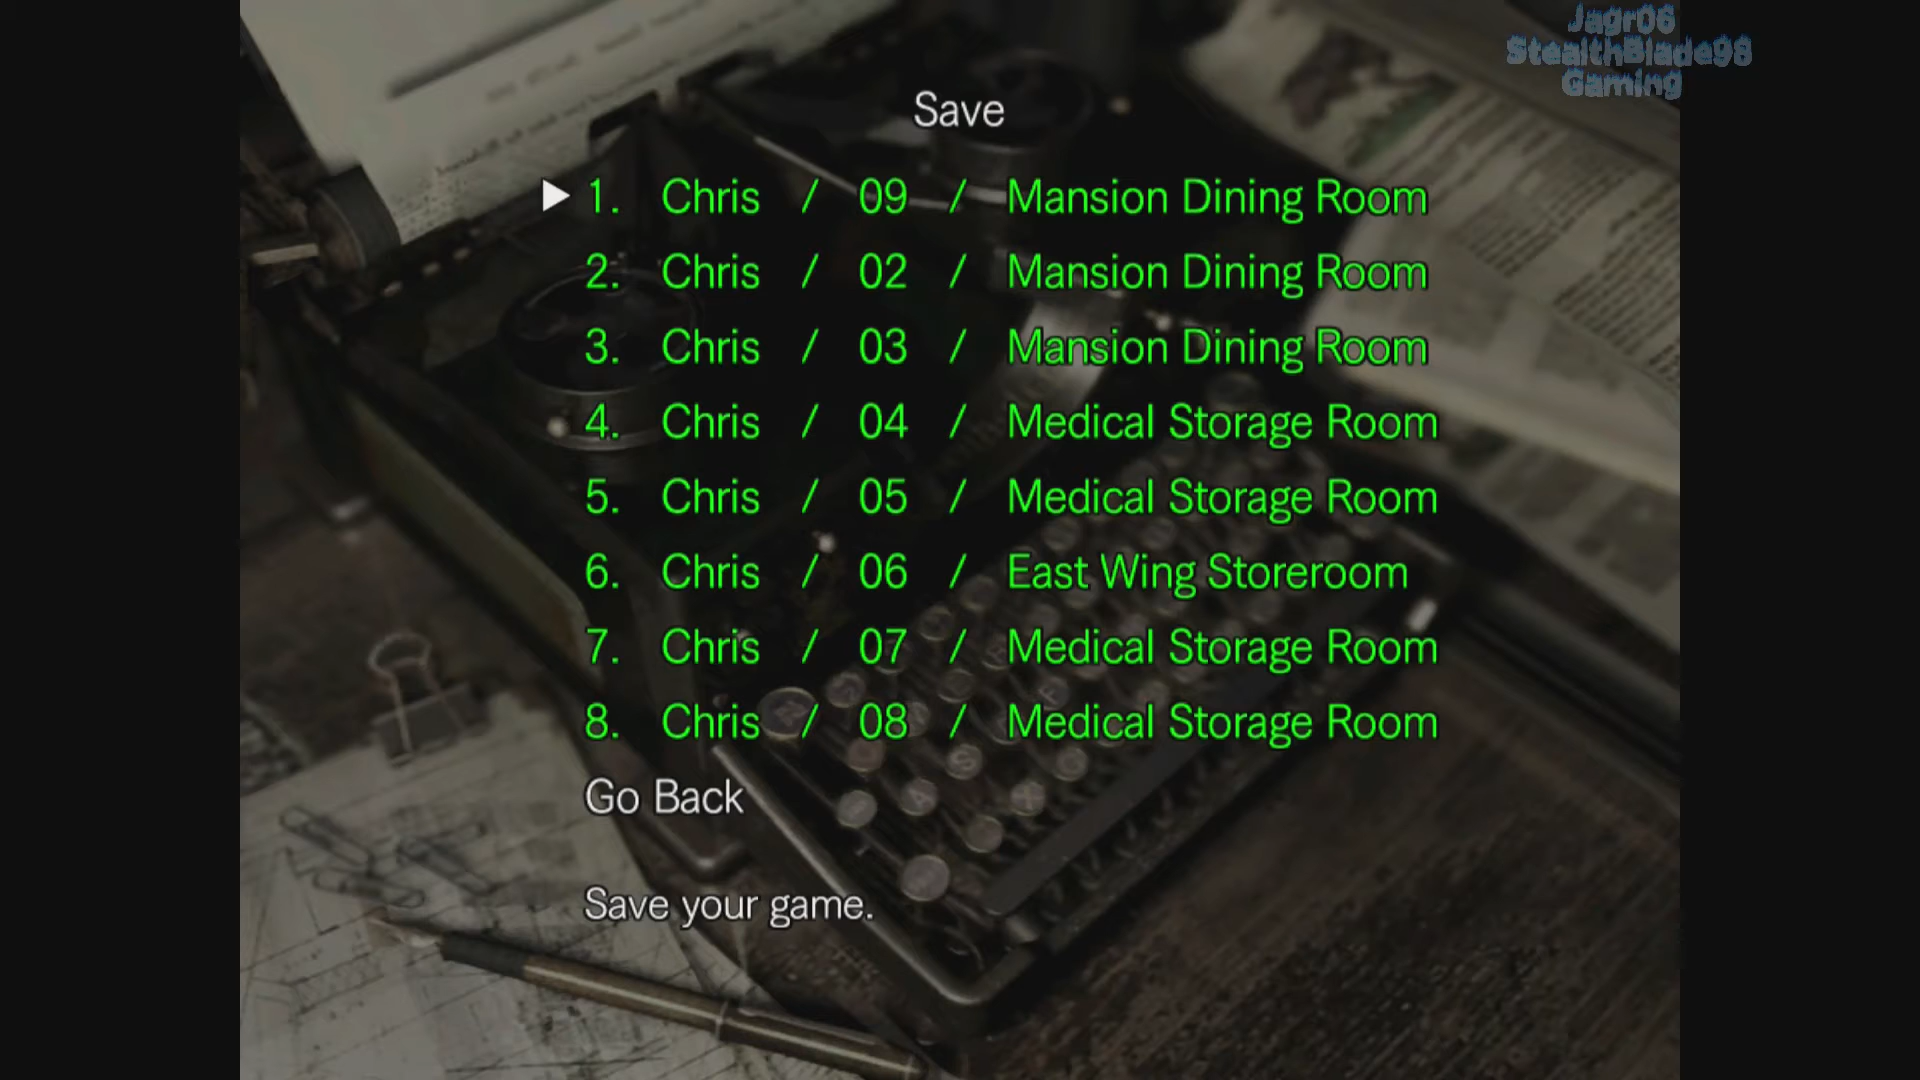 Jagr06
StealthBlade98
Gaming
Save
1. Chris / 09 / Mansion Dining Room
2. Chris / 02 / Mansion Dining Room
3. Chris / 03 / Mansion Dining Room
4. Chris / 04 / Medical Storage Room
5. Chris / 05 / Medical Storage Room
6. Chris / 06 / East Wing Storeroom
7. Chris / 07 / Medical Storage Room
8. Chris / 08 / Medical Storage Room
Go Back
Save your game.